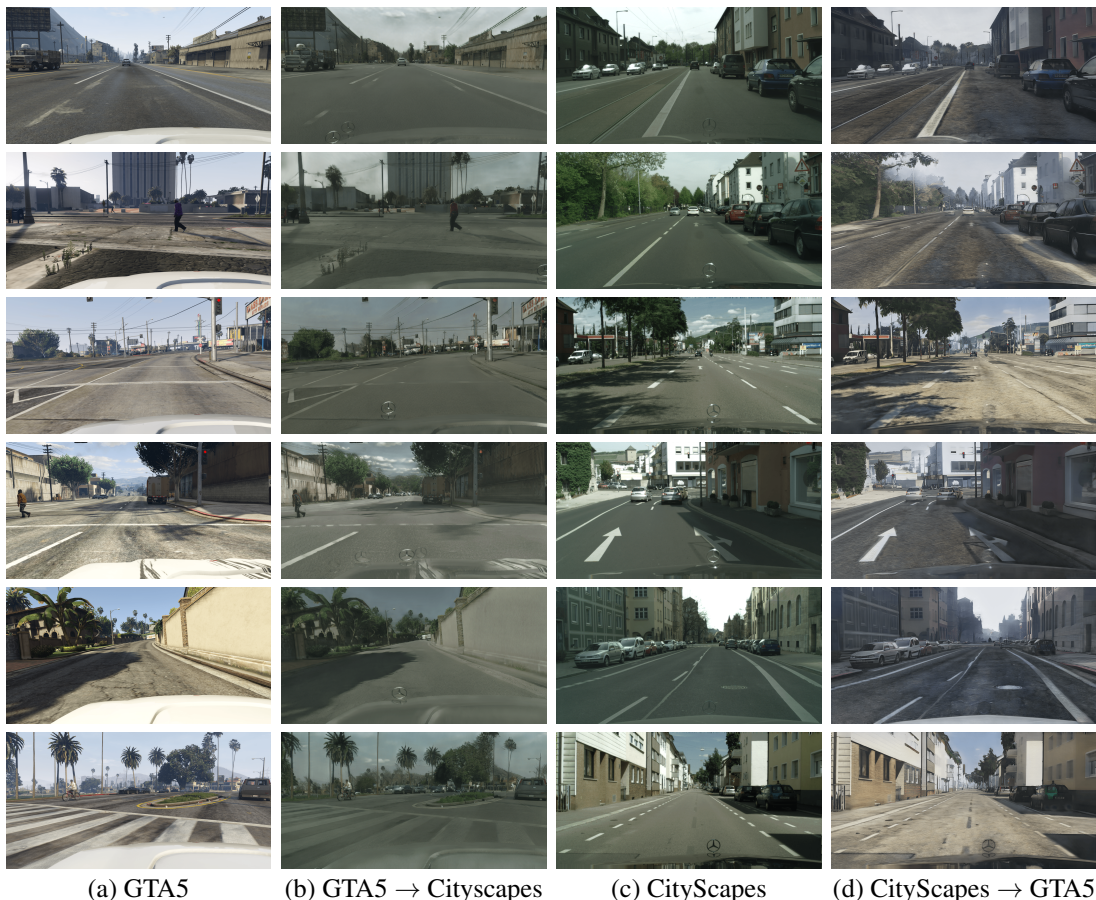 (a) GTA5
(b) GTA5 → Cityscapes
(c) CityScapes
(d) CityScapes → GTA5